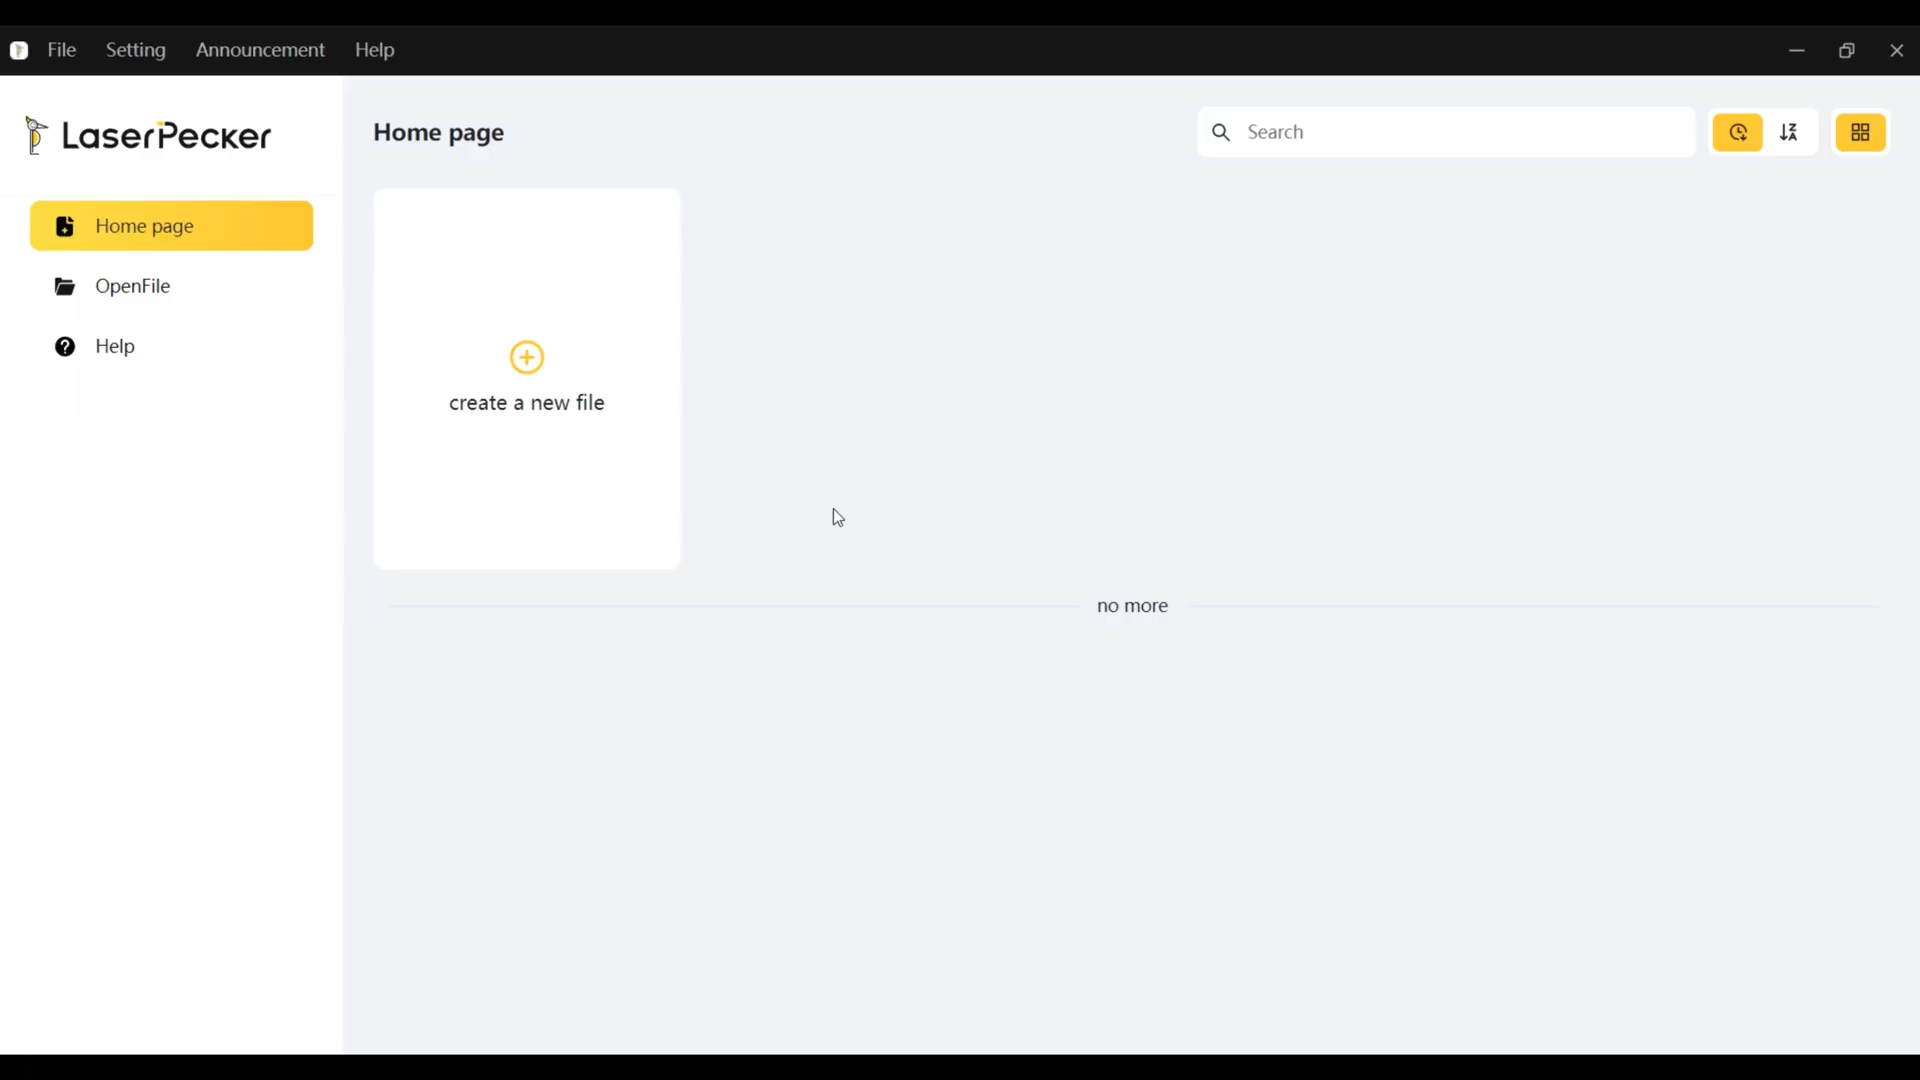 File Setting Announcement Help
LaserPecker
Home page
OpenFile
Help
Home page
Search
create a new file
no more